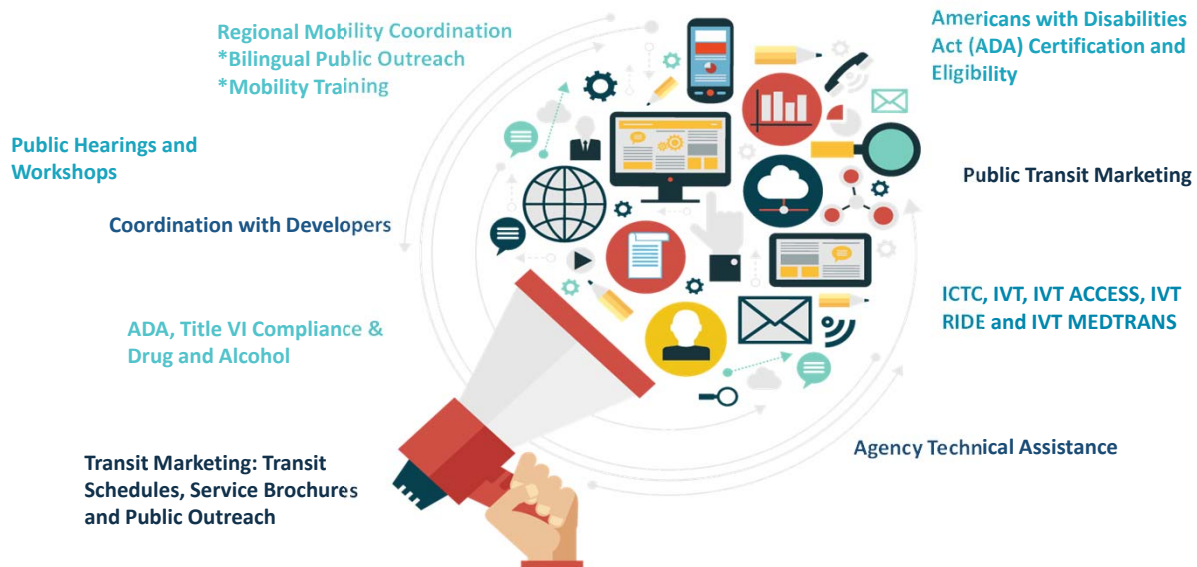 Regional Mobility Coordination
*Bilingual Public Outreach
*Mobility Training
Americans with Disabilities
Act (ADA) Certification and
Eligibility
Public Hearings and
Workshops
Public Transit Marketing
Coordination with Developers
ICTC, IVT, IVT ACCESS, IVT
RIDE and IVT MEDTRANS
ADA, Title VI Compliance &
Drug and Alcohol
Agency Technical Assistance
Transit Marketing: Transit
Schedules, Service Brochures
and Public Outreach